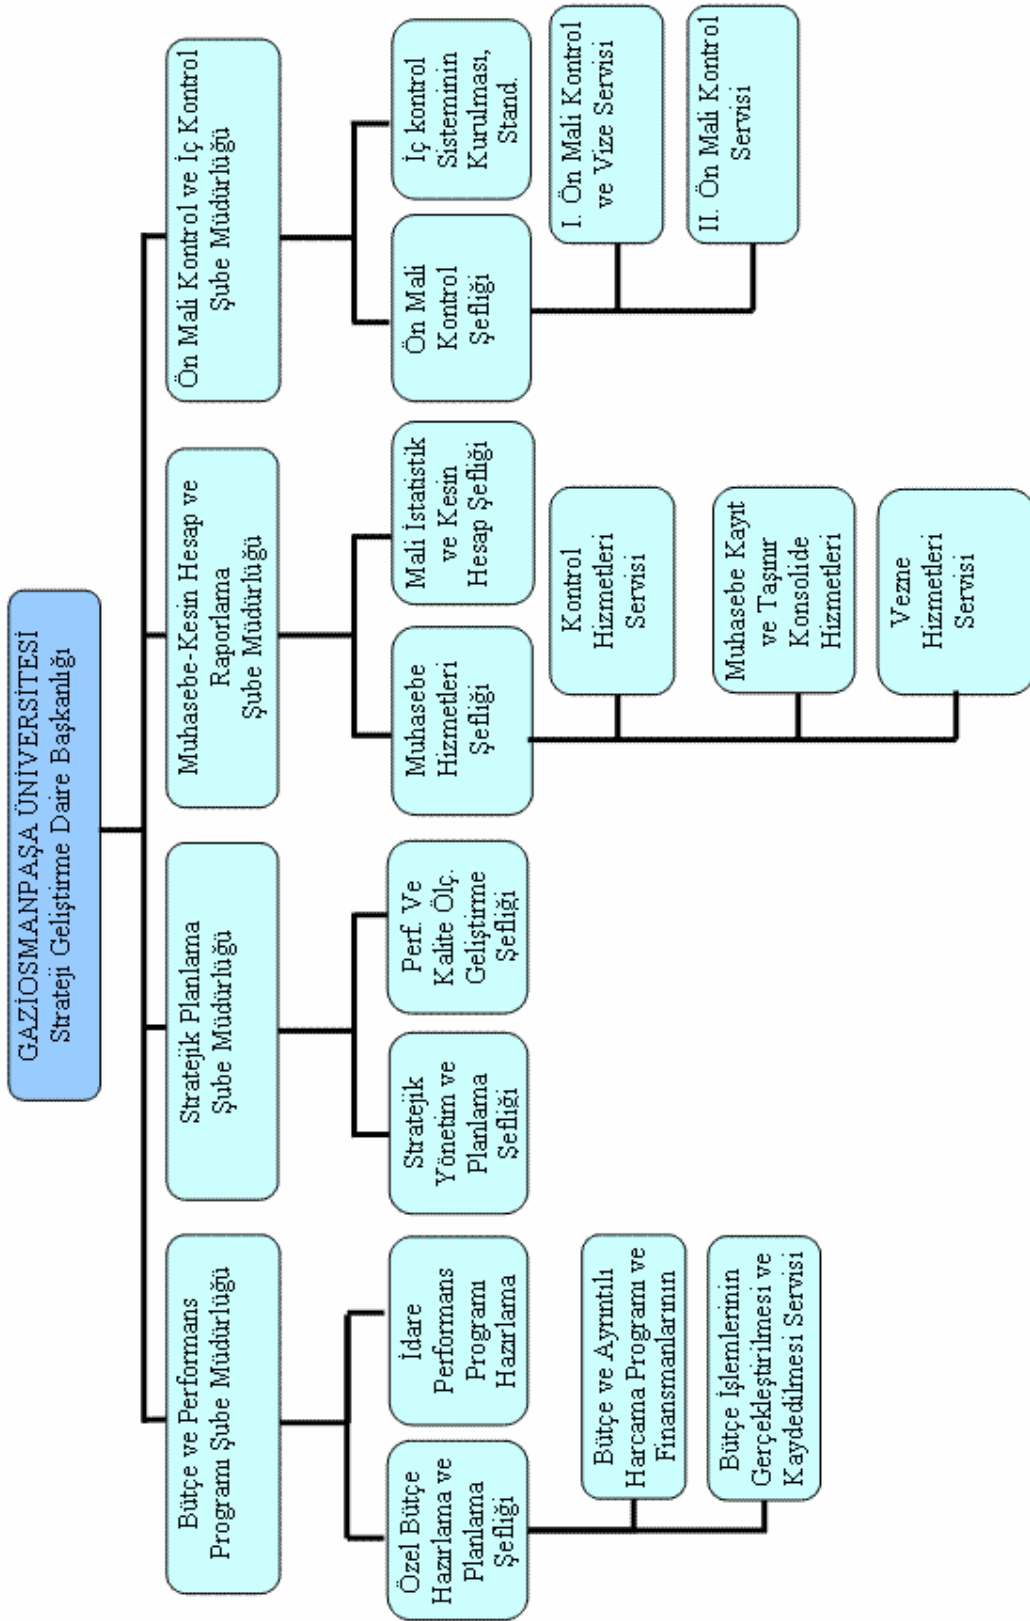 GAZİOSMANPAŞA ÜNİVERSİTESİ
Strateji Geliştirme Daire Başkanlığı
Bütçe ve Performans
Programı Şube Müdürlüğü
Stratejik Planlama
Şube Müdürlüğü
Muhasebe-Kesin Hesap ve
Raporlama
Şube Müdürlüğü
Ön Mali Kontrol ve İç Kontrol
Şube Müdürlüğü
Özel Bütçe
Hazırlama ve
Planlama
Şefliği
İdare
Performans
Programı
Hazırlama
Stratejik
Yönetim ve
Planlama
Şefliği
Perf. Ve
Kalite Ölç.
Geliştirme
Şefliği
Muhasebe
Hizmetleri
Şefliği
Mali İstatistik
ve Kesin
Hesap Şefliği
Ön Mali
Kontrol
Şefliği
İç kontrol
Sisteminin
Kurulması,
Stand.
Bütçe ve Ayrıntılı
Harcama Programı ve
Finansmanlarının
Bütçe İşlemlerinin
Gerçekleştirilmesi ve
Kaydedilmesi Servisi
Kontrol
Hizmetleri
Servisi
Muhasebe Kayıt
ve Taşınır
Konsolide
Hizmetleri
Vezne
Hizmetleri
Servisi
I. Ön Mali Kontrol
ve Vize Servisi
II. Ön Mali Kontrol
Servisi